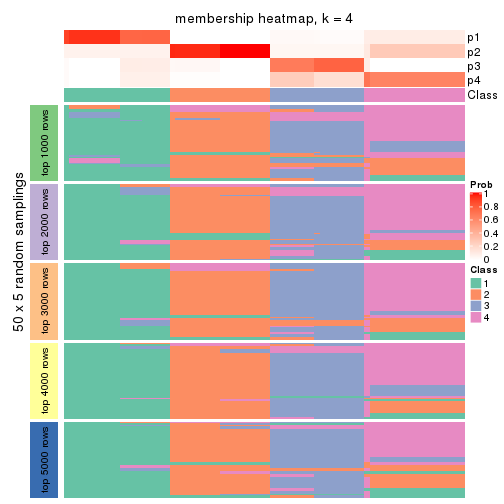 membership heatmap, k = 4
p1
p2
p3
p4
Class
50 x 5 random samplings
top 1000 rows
top 2000 rows
top 3000 rows
top 4000 rows
top 5000 rows
Prob
1
0.8
0.6
0.4
0.2
0
Class
1
2
3
4